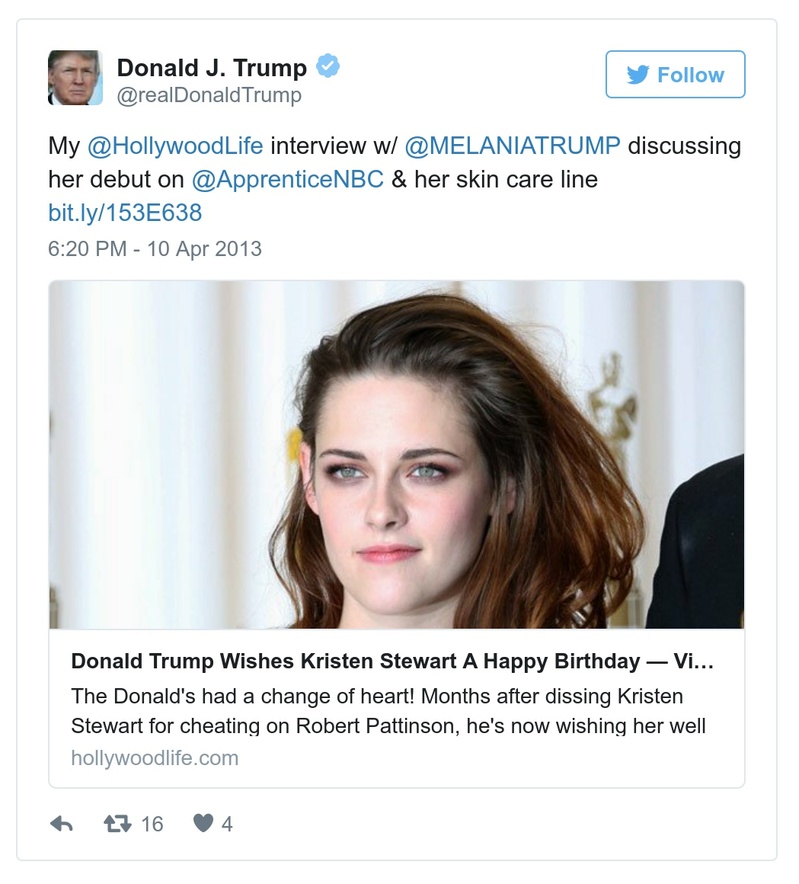 Donald J. Trump
@realDonaldTrump
Follow
My @HollywoodLife interview w/ @MELANIATRUMP discussing
her debut on @ApprenticeNBC & her skin care line
bit.ly/153E638
6:20 PM - 10 Apr 2013
Donald Trump Wishes Kristen Stewart A Happy Birthday — Vi…
The Donald's had a change of heart! Months after dissing Kristen
Stewart for cheating on Robert Pattinson, he's now wishing her well
hollywoodlife.com
16
4